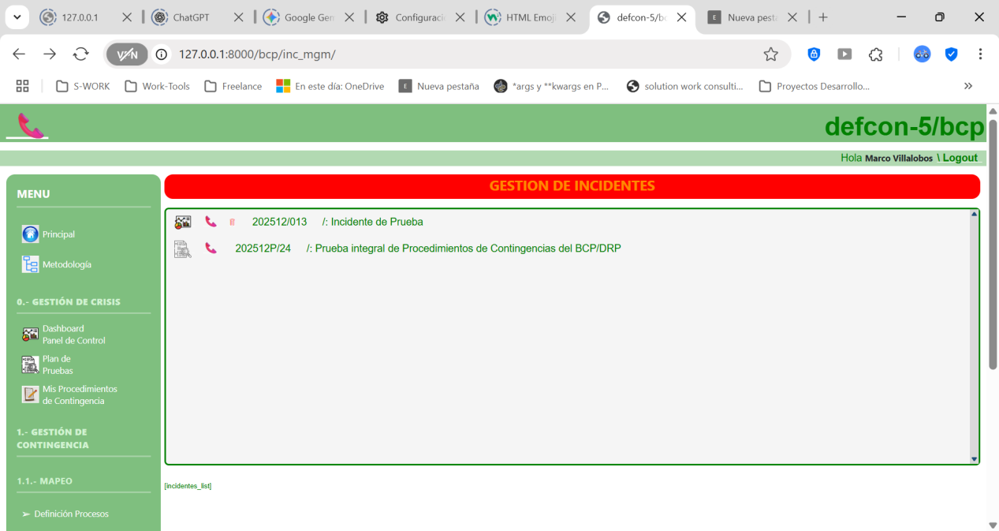 127.0.0.1
ChatGPT
Google Gen
Configuraci
HTML Emoji
defcon-5/bc
Nueva pest
VPN
127.0.0.1:8000/bcp/inc_mgm/
S-WORK
Work-Tools
Freelance
En este día: OneDrive
E
Nueva pestaña
*args y **kwargs en P...
solution work consulti...
Proyectos Desarrollo...
defcon-5/bcp
Hola Marco Villalobos \ Logout
MENU
Principal
Metodología
0.- GESTIÓN DE CRISIS
Dashboard
Panel de Control
Plan de
Pruebas
Mis Procedimientos
de Contingencia
1.- GESTIÓN DE
CONTINGENCIA
1.1.- MAPEO
➢ Definición Procesos
GESTION DE INCIDENTES
202512/013 /: Incidente de Prueba
202512P/24 /: Prueba integral de Procedimientos de Contingencias del BCP/DRP
[incidentes_list]